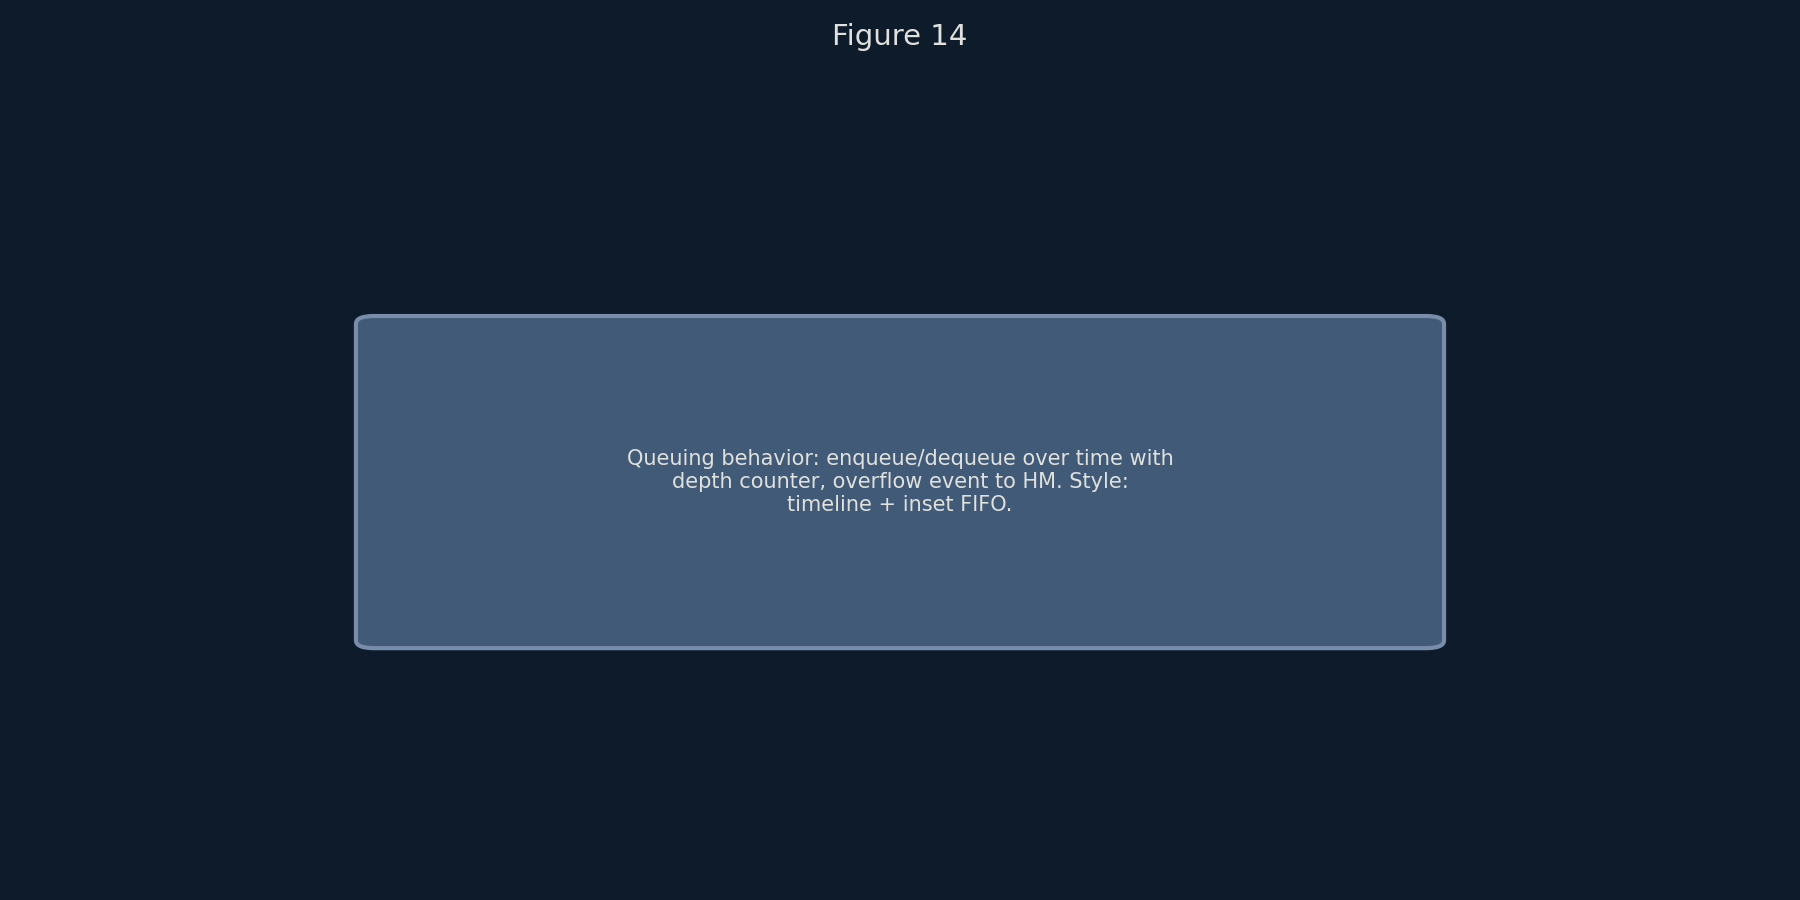 Figure 14
Queuing behavior: enqueue/dequeue over time with
depth counter, overflow event to HM. Style:
timeline + inset FIFO.